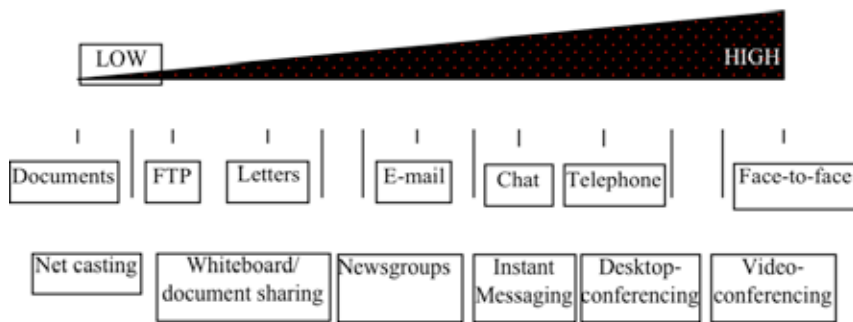 LOW
HIGH
Documents
FTP
Letters
E-mail
Chat
Telephone
Face-to-face
Net casting
Whiteboard/
document sharing
Newsgroups
Instant
Messaging
Desktop-
conferencing
Video-
conferencing